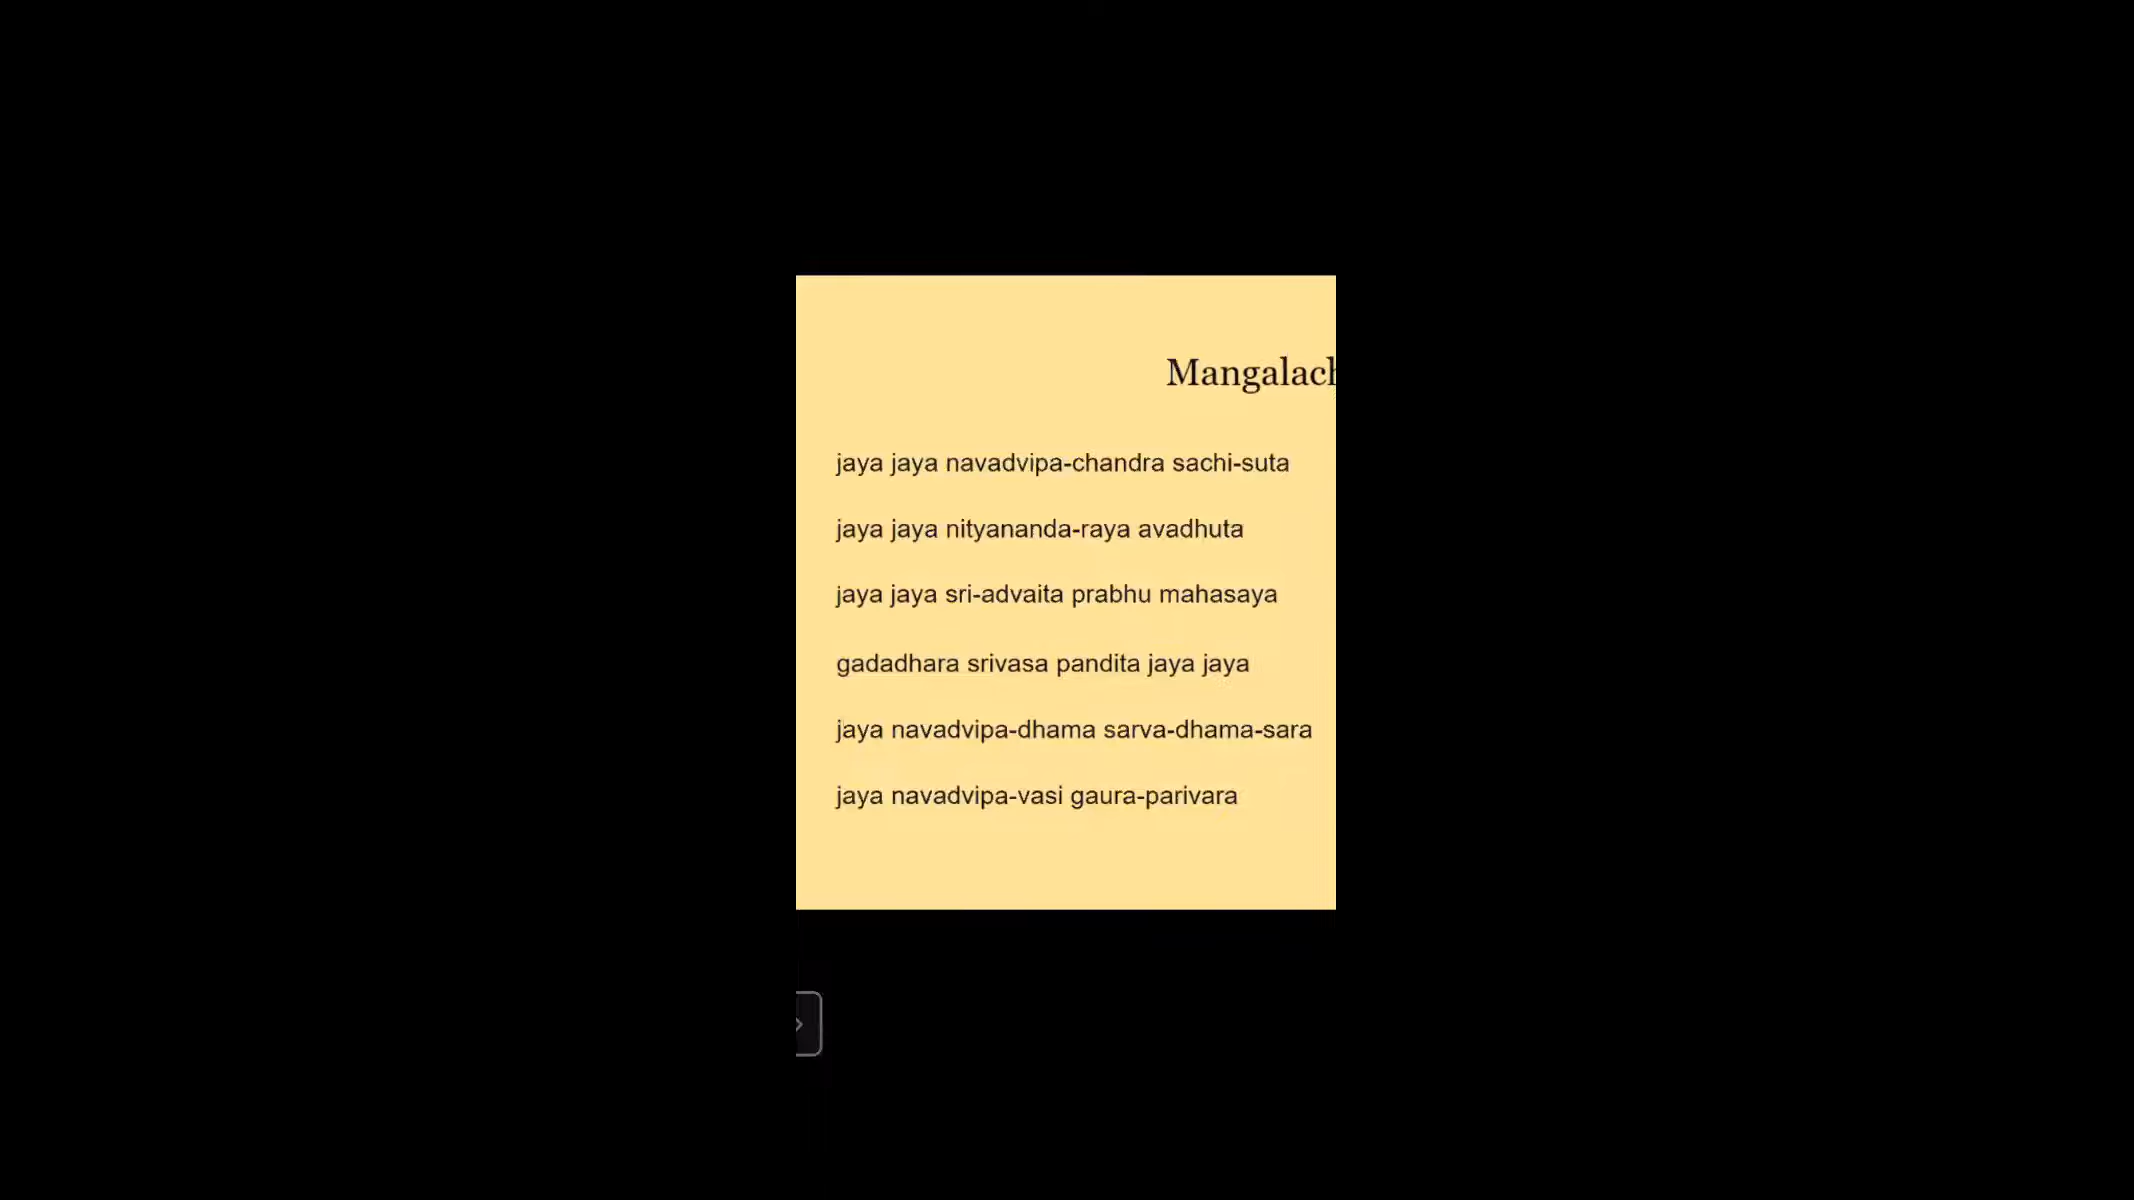 Mangalach
jaya jaya navadvipa-chandra sachi-suta
jaya jaya nityananda-raya avadhuta
jaya jaya sri-advaita prabhu mahasaya
gadadhara srivasa pandita jaya jaya
jaya navadvipa-dhama sarva-dhama-sara
jaya navadvipa-vasi gaura-parivara